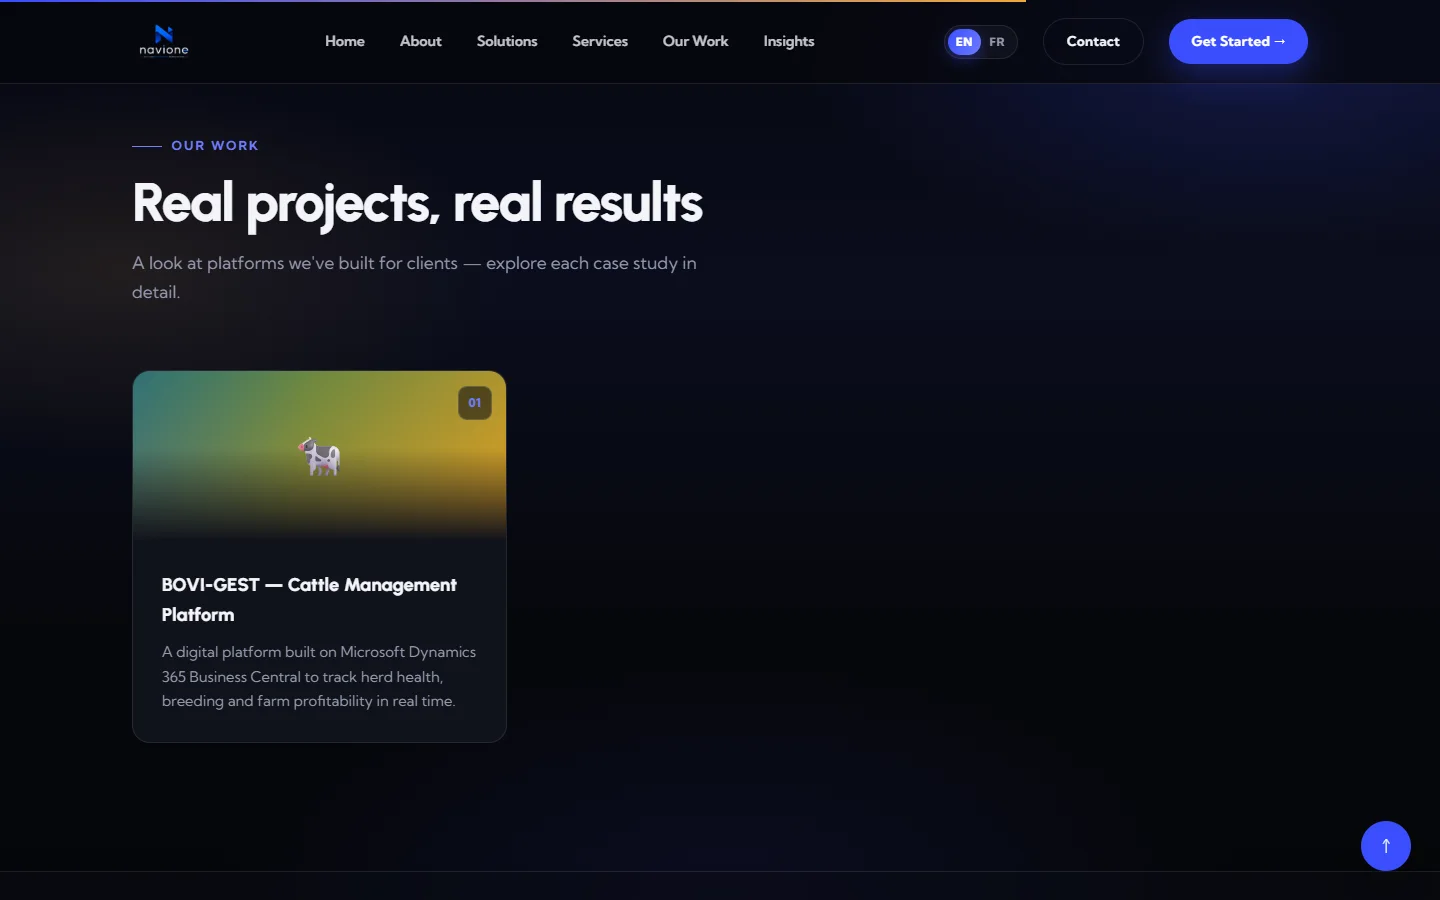 navione
Home
About
Solutions
Services
Our Work
Insights
EN
FR
Contact
Get Started →
OUR WORK
Real projects, real results
A look at platforms we've built for clients — explore each case study in
detail.
01
BOVI-GEST — Cattle Management
Platform
A digital platform built on Microsoft Dynamics
365 Business Central to track herd health,
breeding and farm profitability in real time.
↑